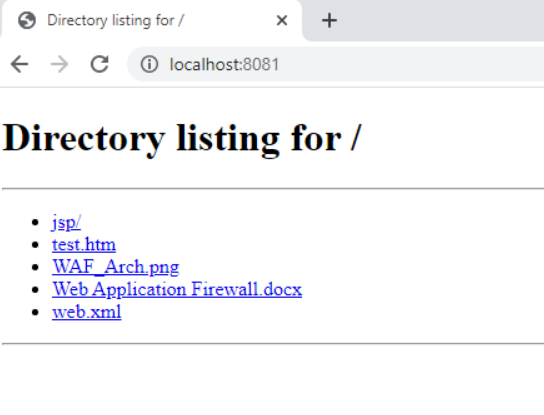 Directory listing for /
localhost:8081
Directory listing for /
jsp/
test.htm
WAF_Arch.png
Web Application Firewall.docx
web.xml